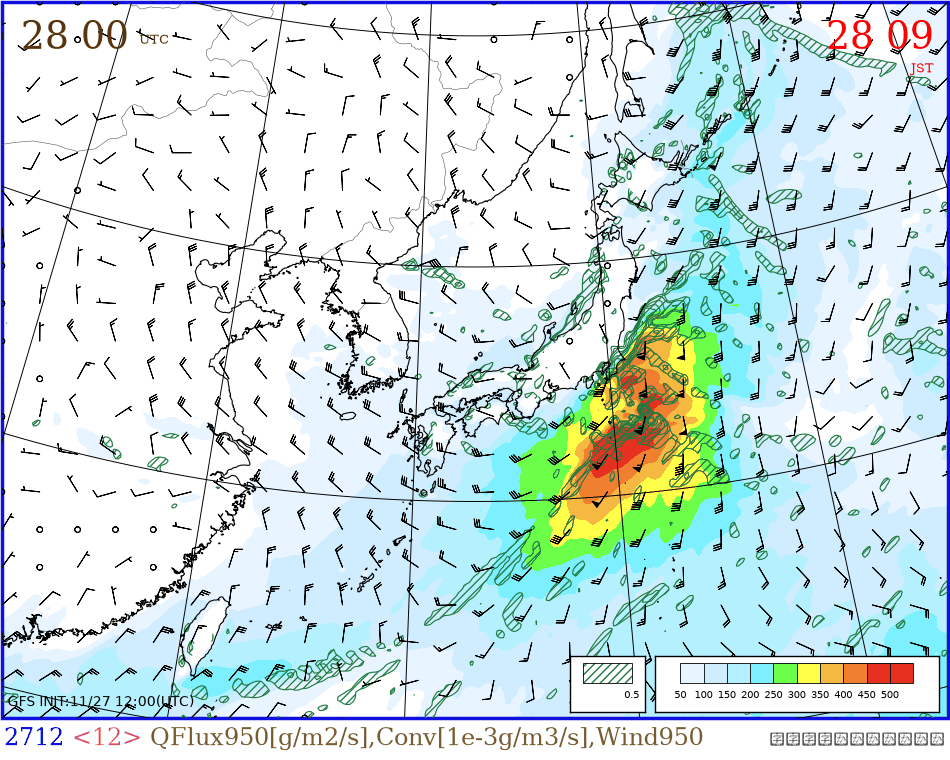 28 00 UTC
28 09
JST
0.5
50 100 150 200 250 300 350 400 450 500
GFS INIT:11/27 12:00(UTC)
2712 <12> QFlux950[g/m2/s],Conv[1e-3g/m3/s],Wind950